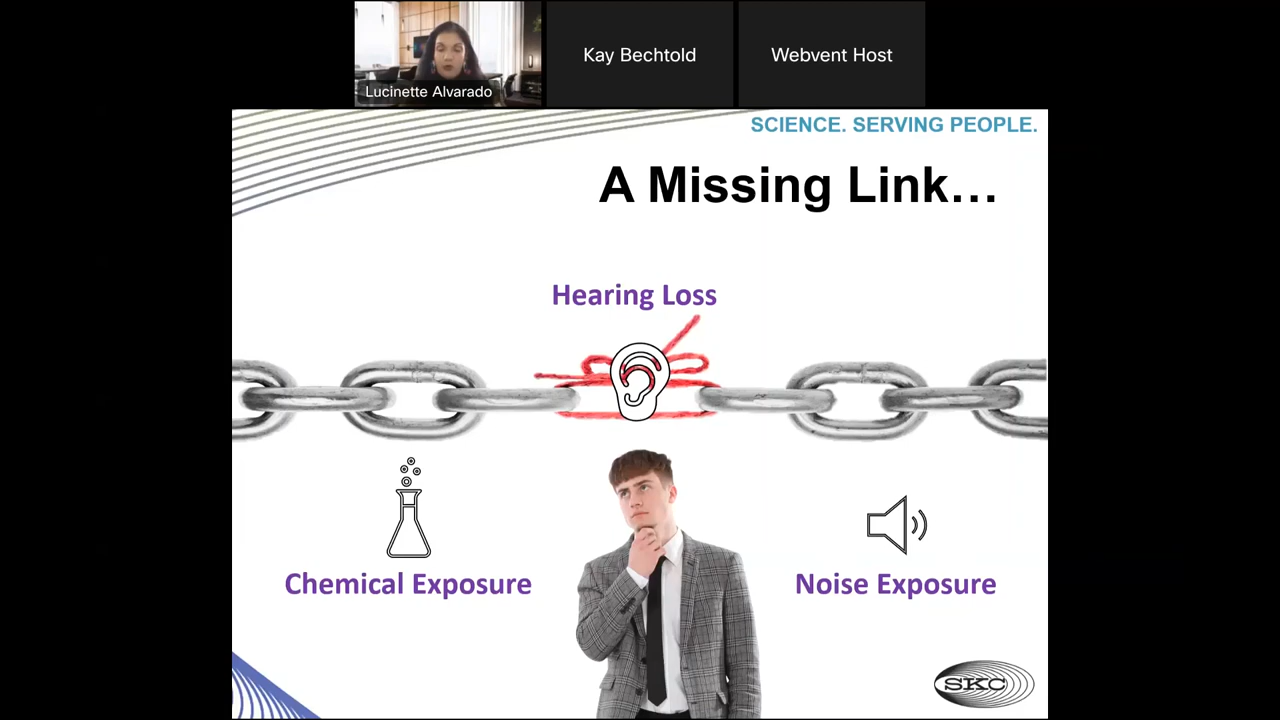 Lucinette Alvarado
Kay Bechtold
Webvent Host
SCIENCE. SERVING PEOPLE.
A Missing Link…
Hearing Loss
Chemical Exposure
Noise Exposure
SKC